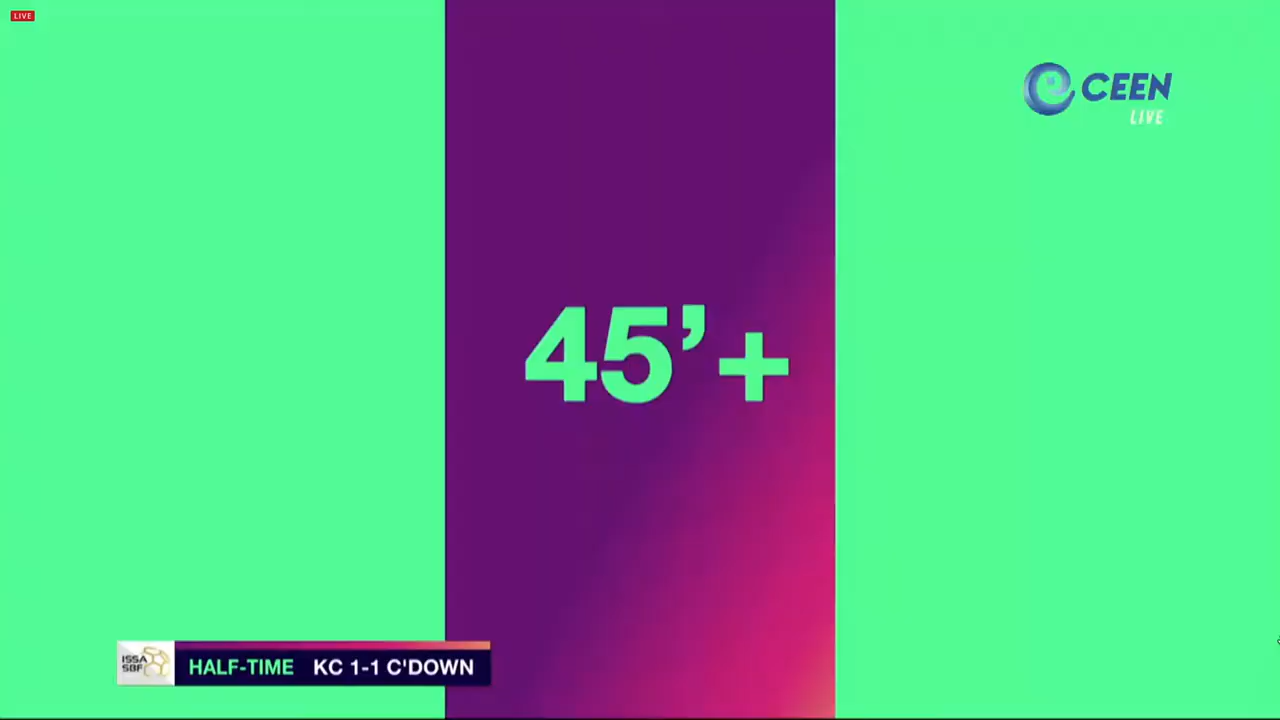 LIVE
CEEN
LIVE
45’+
ISSA
SBF
HALF-TIME KC 1-1 C'DOWN